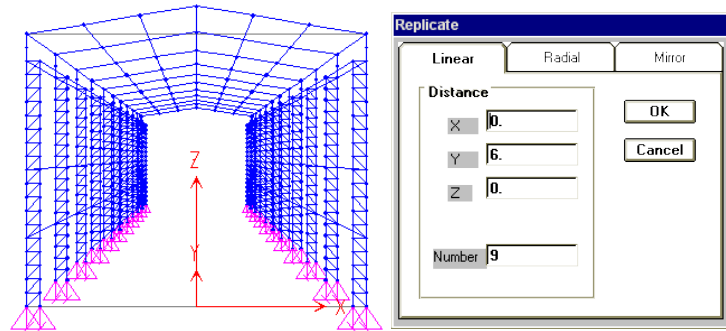 Z
Y
X
Replicate
Linear Radial Mirror
Distance
X 0.
Y 6.
Z 0.
Number 9
OK
Cancel